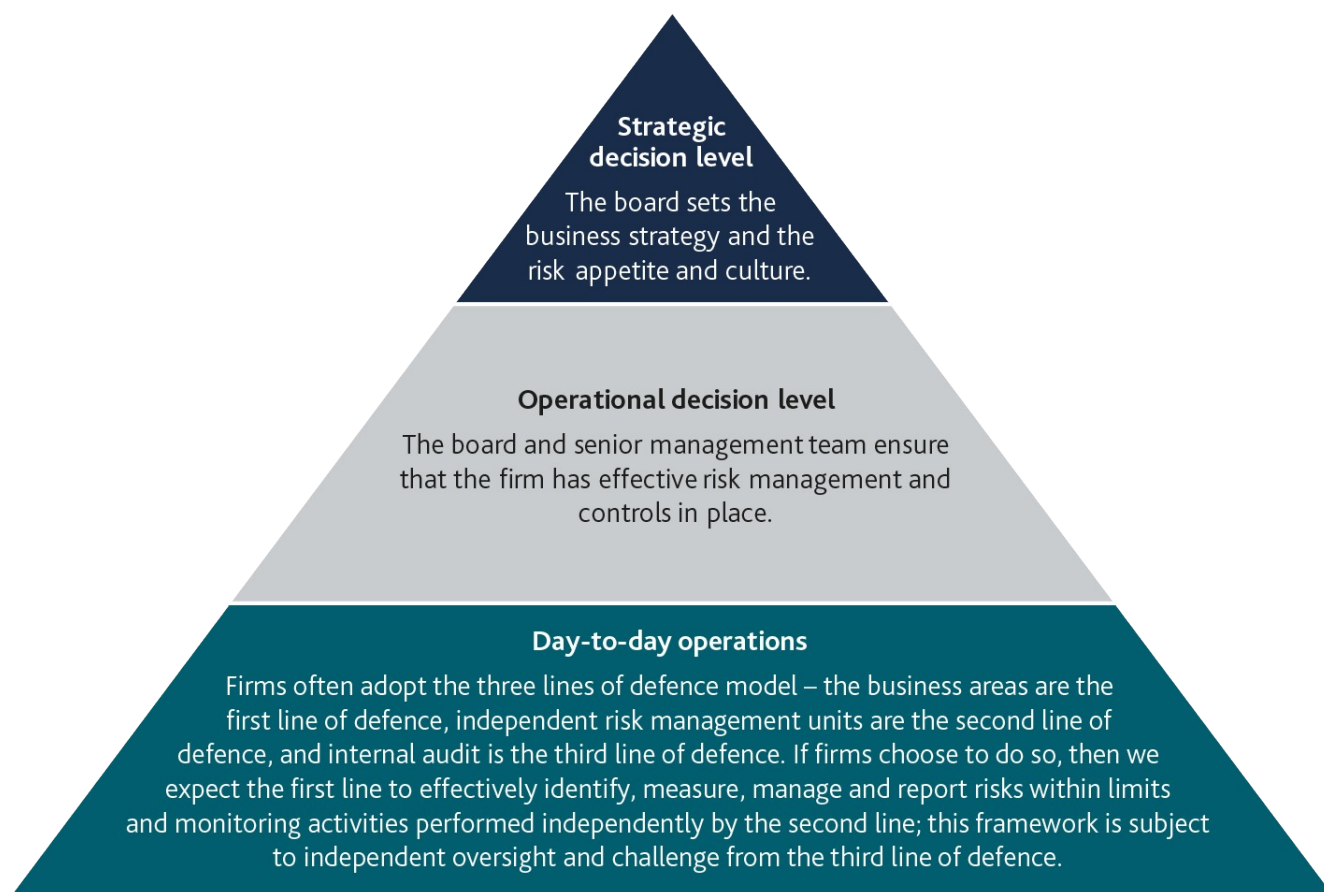 Strategic
decision level
The board sets the
business strategy and the
risk appetite and culture.
Operational decision level
The board and senior management team ensure
that the firm has effective risk management and
controls in place.
Day-to-day operations
Firms often adopt the three lines of defence model – the business areas are the
first line of defence, independent risk management units are the second line of
defence, and internal audit is the third line of defence. If firms choose to do so, then we
expect the first line to effectively identify, measure, manage and report risks within limits
and monitoring activities performed independently by the second line; this framework is subject
to independent oversight and challenge from the third line of defence.